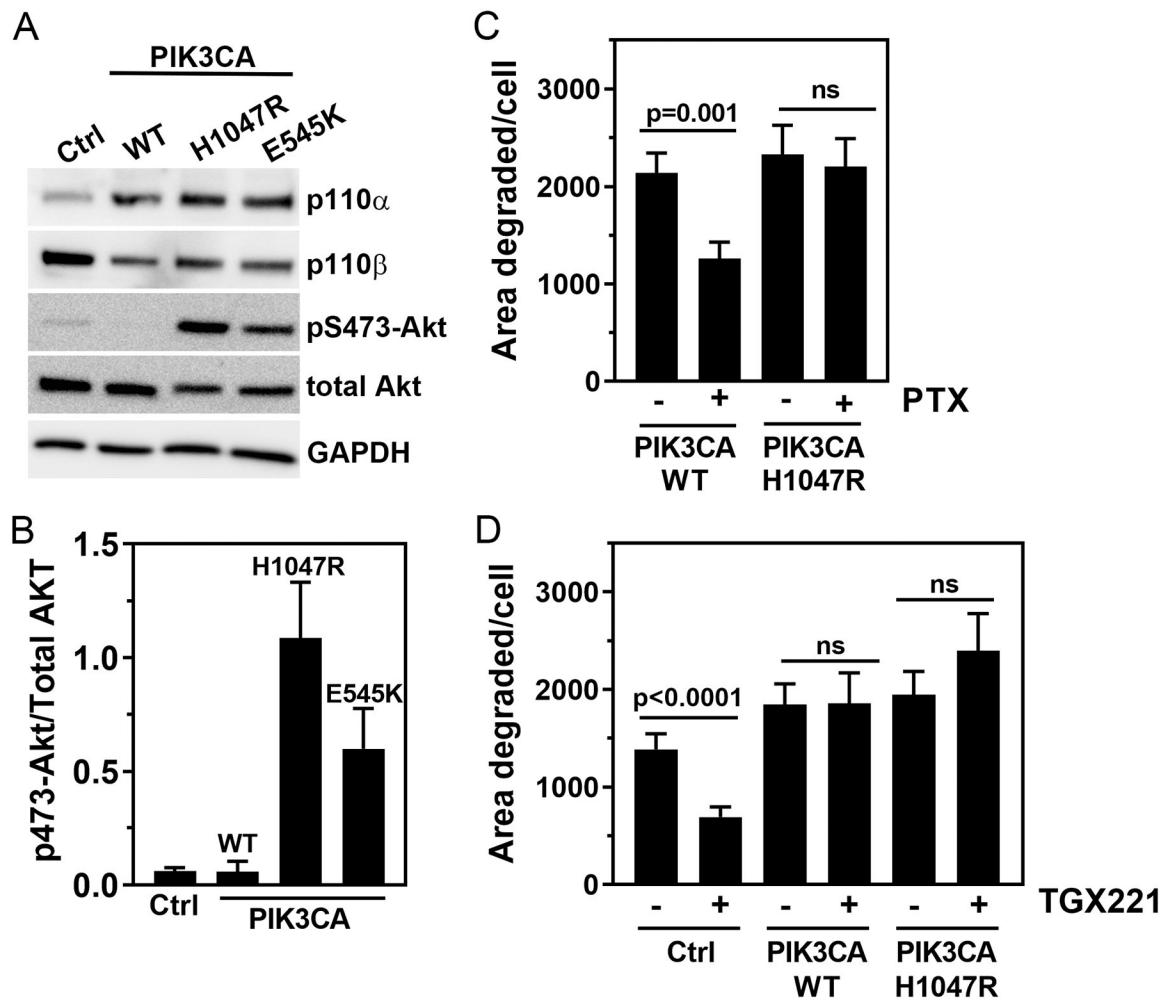 A
PIK3CA
Ctrl WT H1047R E545K
p110α
p110β
pS473-Akt
total Akt
GAPDH
B
p473-Akt/Total AKT
1.5
1.0
0.5
0.0
H1047R
E545K
WT
Ctrl
PIK3CA
C
Area degraded/cell
3000
2000
1000
0
p=0.001
ns
- + - + PTX
PIK3CA PIK3CA
WT H1047R
D
Area degraded/cell
3000
2000
1000
0
p<0.0001
ns
ns
- + - + - + TGX221
Ctrl PIK3CA PIK3CA
WT H1047R